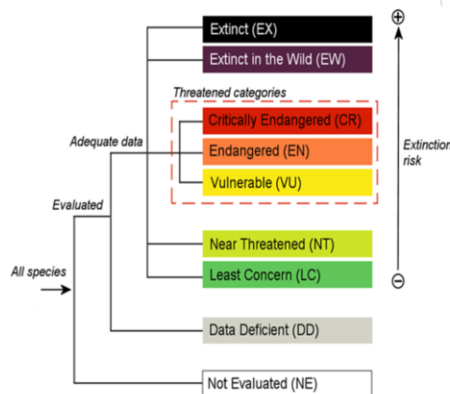 Extinct (EX)
Extinct in the Wild (EW)
Threatened categories
Critically Endangered (CR)
Adequate data
Endangered (EN)
Extinction
risk
Vulnerable (VU)
Evaluated
Near Threatened (NT)
All species
Least Concern (LC)
Data Deficient (DD)
Not Evaluated (NE)